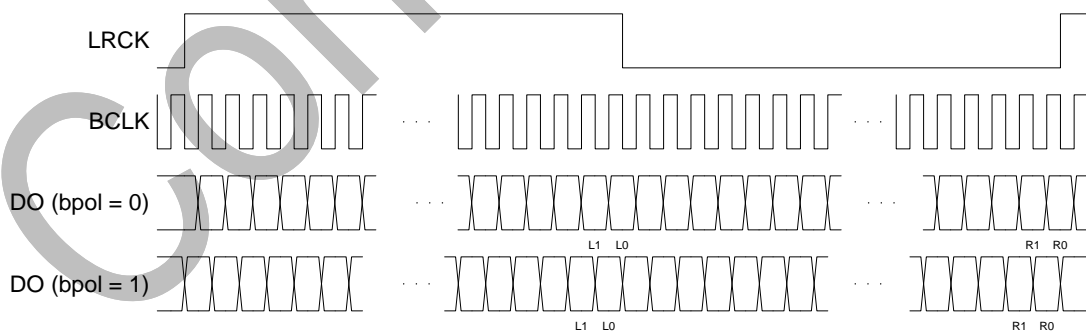 LRCK
BCLK
. . .
. . .
DO (bpol = 0)
. . .
. . .
L1 L0
R1 R0
DO (bpol = 1)
. . .
. . .
L1 L0
R1 R0